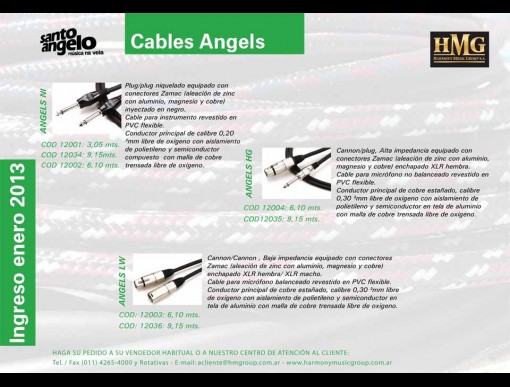 santo
angelo
música na veia
Cables Angels
HMG
HARMONY MUSIC GROUP S.A.
Ingreso enero 2013
ANGELS NI
Plug/plug niquelado equipado con
conectores Zamac (aleación de zinc
con aluminio, magnesio y cobre)
inyectado en negro.
Cable para instrumento revestido en
PVC flexible.
Conductor principal de calibre 0,20
²mm libre de oxigeno con aislamiento
de polietileno y semiconductor
compuesto con malla de cobre
trensada libre de oxigeno.
COD 12001: 3,05 mts.
COD 12034: 9,15mts.
COD 12002: 6,10 mts.
ANGELS HG
Cannon/plug, Alta impedancia equipado con
conectores Zamac (aleación de zinc con aluminio,
magnesio y cobre) enchapado XLR hembra.
Cable para micrófono no balanceado revestido en
PVC flexible.
Conductor principal de cobre estañado, calibre
0,30 ²mm libre de oxigeno con aislamiento de
polietileno y semiconductor en tela de aluminio
con malla de cobre trensada libre de oxigeno.
COD 12004: 6,10 mts.
COD12035: 9,15 mts.
ANGELS LW
Cannon/Cannon , Baja impedancia equipado con conectores
Zamac (aleación de zinc con aluminio, magnesio y cobre)
enchapado XLR hembra/ XLR macho.
Cable para micrófono balanceado revestido en PVC flexible.
Conductor principal de cobre estañado, calibre 0,30 ²mm libre
de oxigeno con aislamiento de polietileno y semiconductor en
tela de aluminio con malla de cobre trensada libre de oxigeno.
COD: 12003: 6,10 mts.
COD: 12036: 9,15 mts.
HAGA SU PEDIDO A SU VENDEDOR HABITUAL O A NUESTRO CENTRO DE ATENCIÓN AL CLIENTE:
Tel. / Fax (011) 4265-4000 y Rotativas - E-mail: acliente@hmgroup.com.ar - www.harmonymusicgroup.com.ar